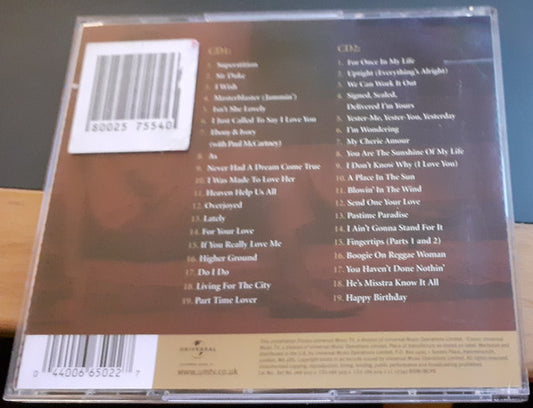 CD1:
1. Superstition
2. Sir Duke
3. I Wish
4. Masterblaster (Jammin')
5. Isn't She Lovely
6. I Just Called To Say I Love You
7. Ebony & Ivory
(with Paul McCartney)
8. As
9. Never Had A Dream Come True
10. I Was Made To Love Her
11. Heaven Help Us All
12. Overjoyed
13. Lately
14. For Your Love
15. If You Really Love Me
16. Higher Ground
17. Do I Do
18. Living For The City
19. Part Time Lover
CD2:
1. For Once In My Life
2. Uptight (Everything's Alright)
3. We Can Work It Out
4. Signed, Sealed,
Delivered I'm Yours
5. Yester-Me, Yester-You, Yesterday
6. I'm Wondering
7. My Cherie Amour
8. You Are The Sunshine Of My Life
9. I Don't Know Why (I Love You)
10. A Place In The Sun
11. Blowin' In The Wind
12. Send One Your Love
13. Pastime Paradise
14. I Ain't Gonna Stand For It
15. Fingertips (Parts 1 and 2)
16. Boogie On Reggae Woman
17. You Haven't Done Nothin'
18. He's Misstra Know It All
19. Happy Birthday
80025 75540
0 44006 65022 7
UNIVERSAL
www.umtv.co.uk